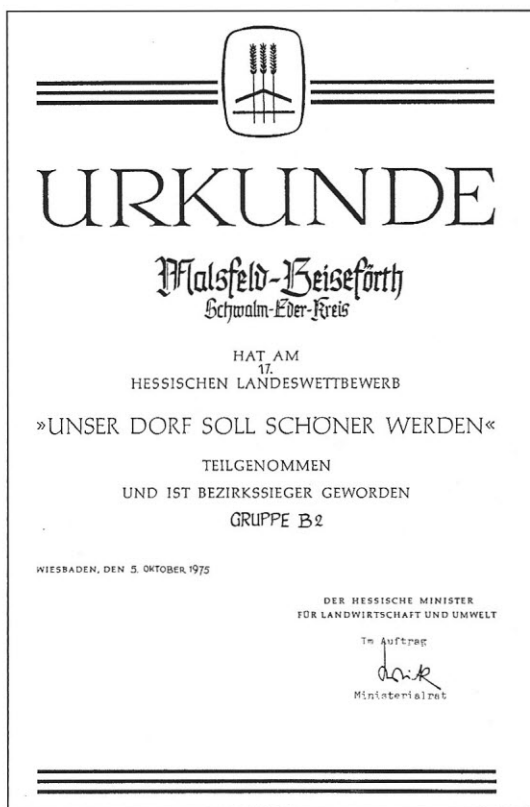 URKUNDE
Malsfeld-Beiseförth
Schwalm-Eder-Kreis
HAT AM
17.
HESSISCHEN LANDESWETTBEWERB
»UNSER DORF SOLL SCHÖNER WERDEN«
TEILGENOMMEN
UND IST BEZIRKSSIEGER GEWORDEN
GRUPPE B2
WIESBADEN, DEN 5. OKTOBER 1975
DER HESSISCHE MINISTER
FÜR LANDWIRTSCHAFT UND UMWELT
Im Auftrag
Ministerialrat